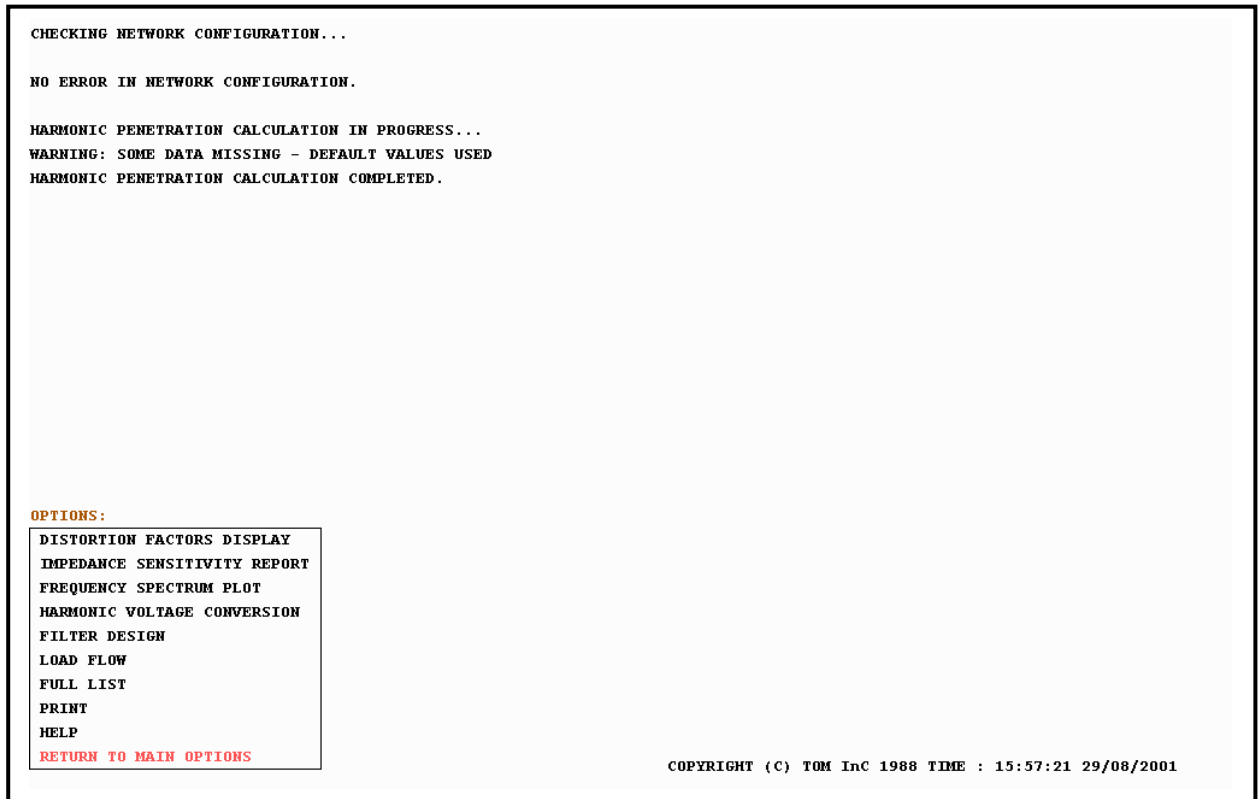 CHECKING NETWORK CONFIGURATION...
NO ERROR IN NETWORK CONFIGURATION.
HARMONIC PENETRATION CALCULATION IN PROGRESS...
WARNING: SOME DATA MISSING - DEFAULT VALUES USED
HARMONIC PENETRATION CALCULATION COMPLETED.
OPTIONS:
DISTORTION FACTORS DISPLAY
IMPEDANCE SENSITIVITY REPORT
FREQUENCY SPECTRUM PLOT
HARMONIC VOLTAGE CONVERSION
FILTER DESIGN
LOAD FLOW
FULL LIST
PRINT
HELP
RETURN TO MAIN OPTIONS
COPYRIGHT (C) TOM InC 1988 TIME : 15:57:21 29/08/2001